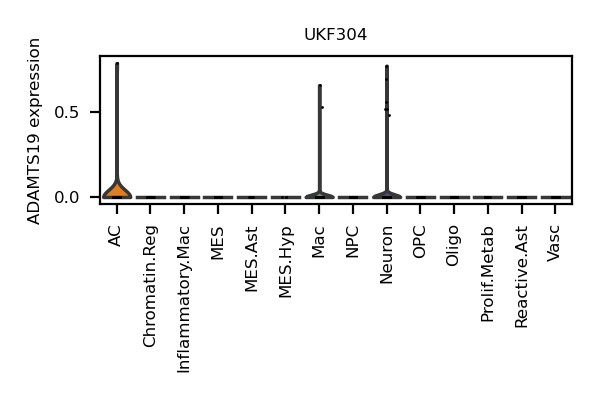 UKF304
ADAMTS19 expression
0.5
0.0
AC
Chromatin.Reg
Inflammatory.Mac
MES
MES.Ast
MES.Hyp
Mac
NPC
Neuron
OPC
Oligo
Prolif.Metab
Reactive.Ast
Vasc